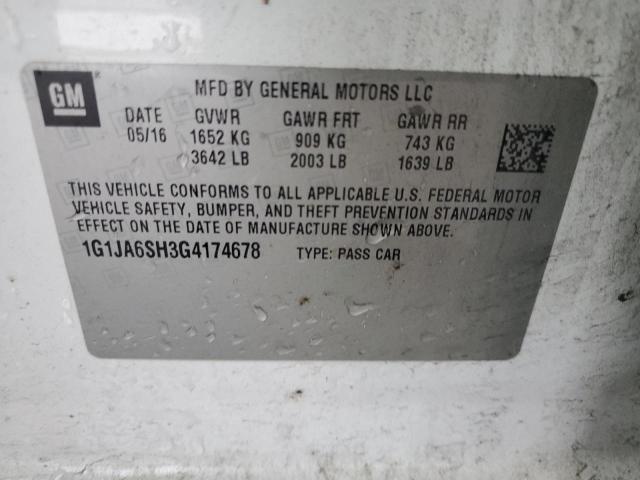 GM
MFD BY GENERAL MOTORS LLC
DATE GVWR GAWR FRT GAWR RR
05/16 1652 KG 909 KG 743 KG
3642 LB 2003 LB 1639 LB
THIS VEHICLE CONFORMS TO ALL APPLICABLE U.S. FEDERAL MOTOR
VEHICLE SAFETY, BUMPER, AND THEFT PREVENTION STANDARDS IN
EFFECT ON THE DATE OF MANUFACTURE SHOWN ABOVE.
1G1JA6SH3G4174678 TYPE: PASS CAR